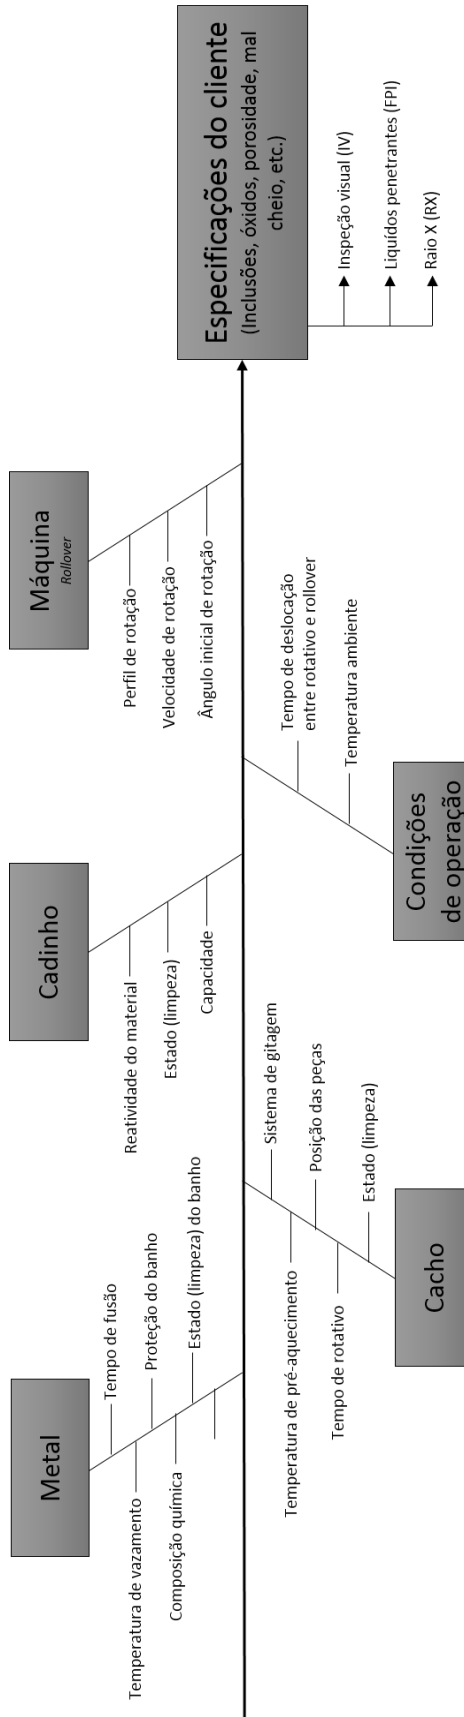 Metal
Tempo de fusão
Temperatura de vazamento
Proteção do banho
Composição química
Estado (limpeza) do banho
Cadinho
Reatividade do material
Estado (limpeza)
Capacidade
Máquina
Rollover
Perfil de rotação
Velocidade de rotação
Ângulo inicial de rotação
Cacho
Sistema de gitagem
Temperatura de pré-aquecimento
Posição das peças
Tempo de rotativo
Estado (limpeza)
Condições
de operação
Tempo de deslocação
entre rotativo e rollover
Temperatura ambiente
Especificações do cliente
(Inclusões, óxidos, porosidade, mal
cheio, etc.)
Inspeção visual (IV)
Liquídos penetrantes (FPI)
Raio X (RX)